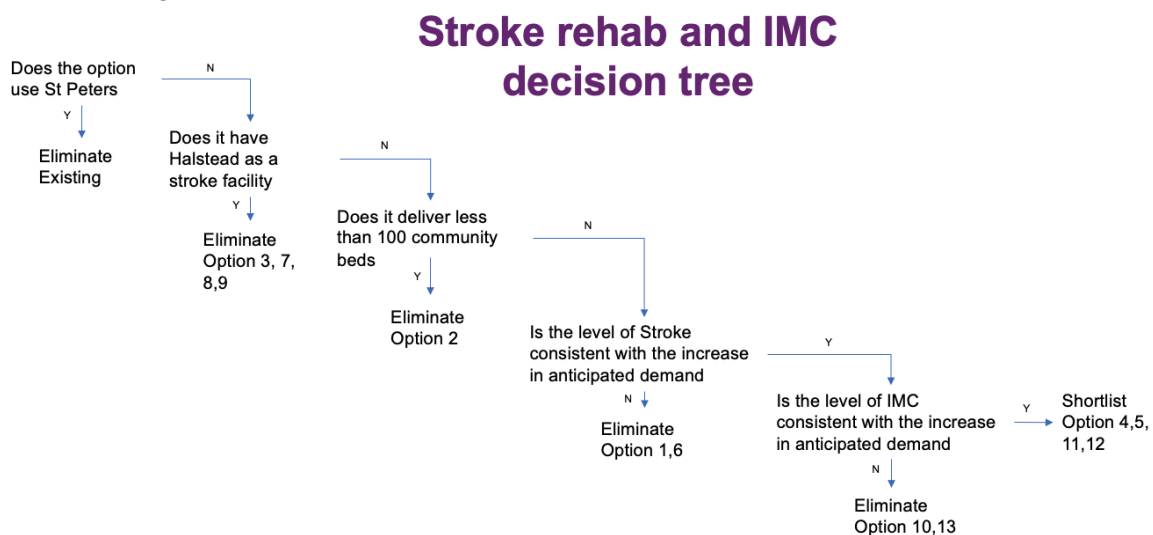 Stroke rehab and IMC
decision tree
Does the option
use St Peters
N
Y
Eliminate
Existing
Does it have
Halstead as a
stroke facility
N
Y
Eliminate
Option 3, 7,
8,9
Does it deliver less
than 100 community
beds
N
Y
Eliminate
Option 2
Is the level of Stroke
consistent with the increase
in anticipated demand
Y
N
Eliminate
Option 1,6
Is the level of IMC
consistent with the increase
in anticipated demand
Y
Shortlist
Option 4,5,
11,12
N
Eliminate
Option 10,13